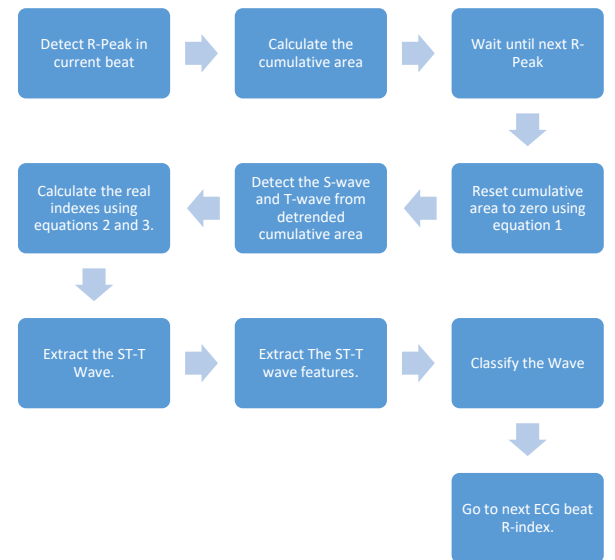 Detect R-Peak in
current beat
Calculate the
cumulative area
Wait until next R-
Peak
Reset cumulative
area to zero using
equation 1
Detect the S-wave
and T-wave from
detrended
cumulative area
Calculate the real
indexes using
equations 2 and 3.
Extract the ST-T
Wave.
Extract The ST-T
wave features.
Classify the Wave
Go to next ECG beat
R-index.